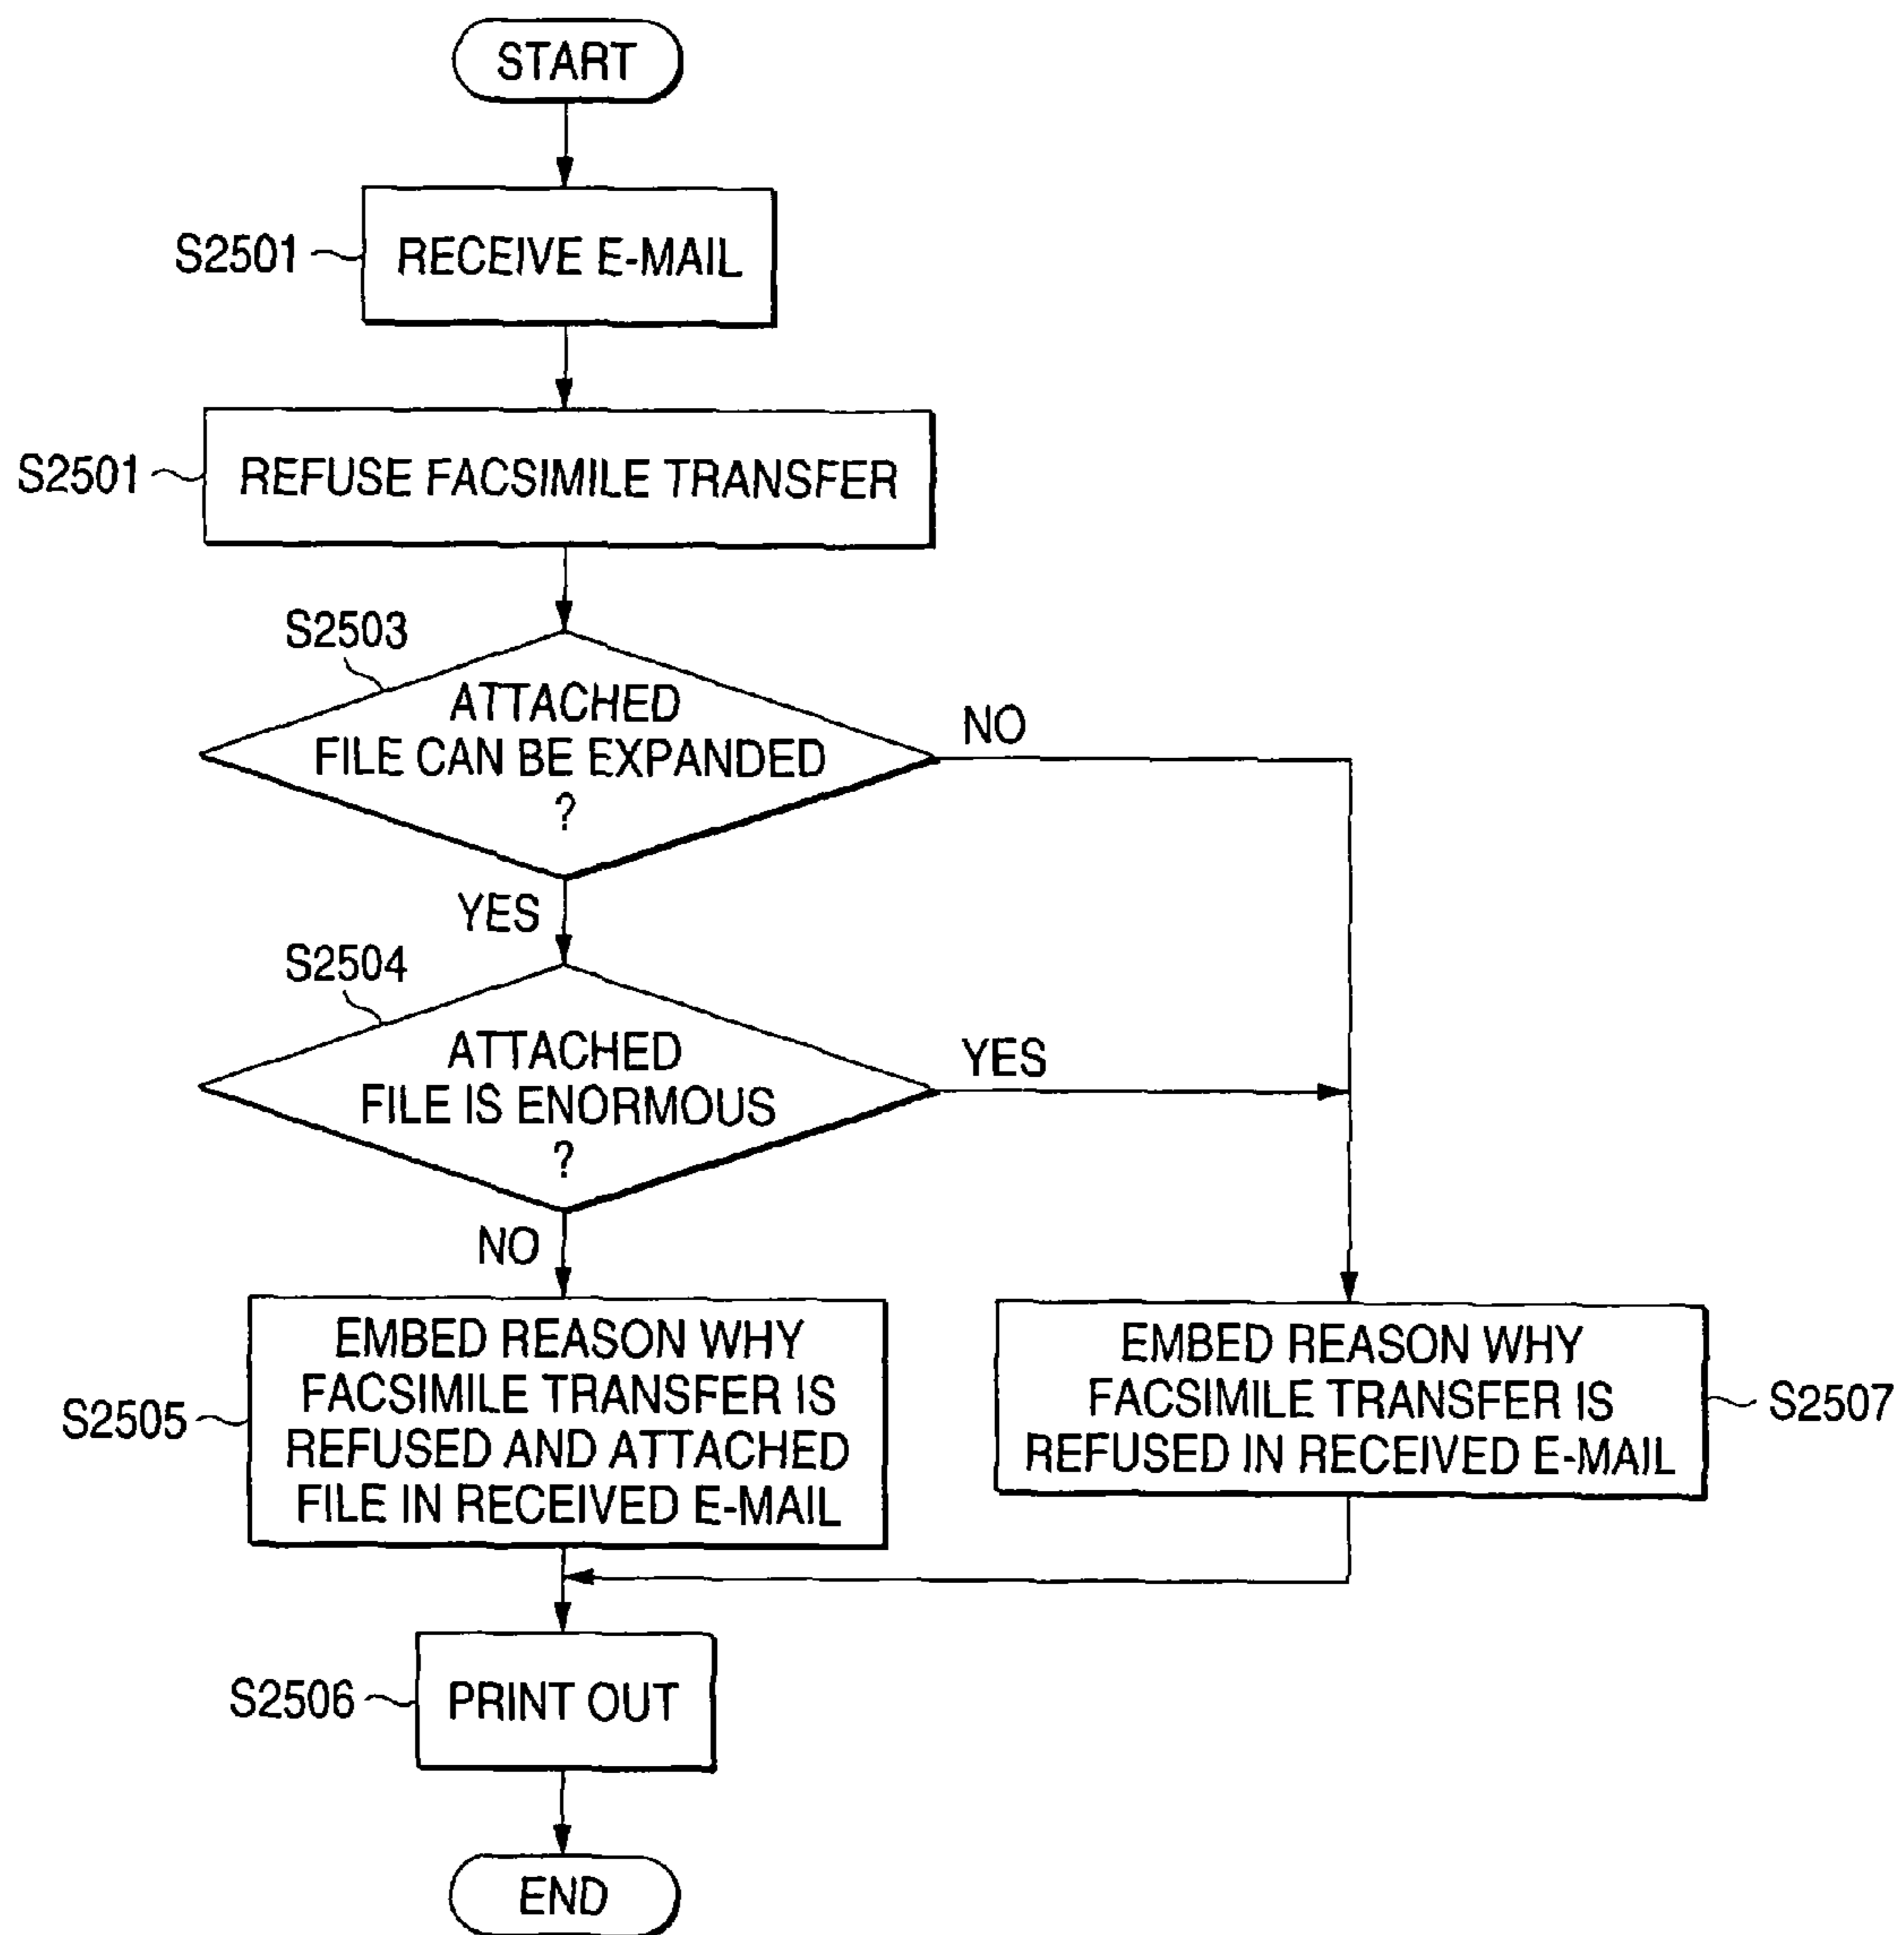 START
S2501
RECEIVE E-MAIL
S2501
REFUSE FACSIMILE TRANSFER
S2503
ATTACHED
FILE CAN BE EXPANDED
?
NO
YES
S2504
ATTACHED
FILE IS ENORMOUS
?
YES
NO
S2505
EMBED REASON WHY
FACSIMILE TRANSFER IS
REFUSED AND ATTACHED
FILE IN RECEIVED E-MAIL
EMBED REASON WHY
FACSIMILE TRANSFER IS
REFUSED IN RECEIVED E-MAIL
S2507
S2506
PRINT OUT
END